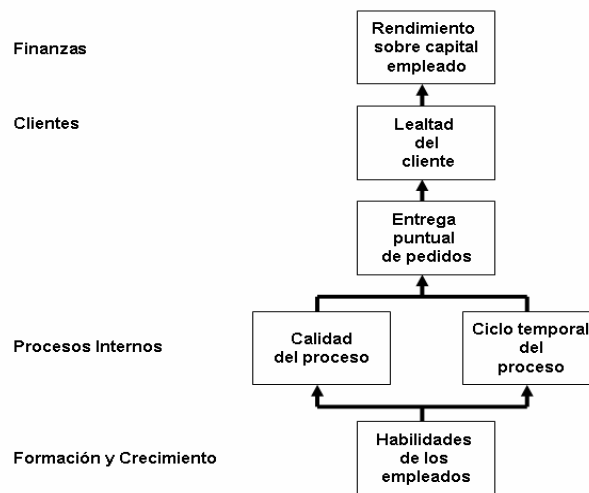 Finanzas
Rendimiento
sobre capital
empleado
Clientes
Lealtad
del
cliente
Entrega
puntual
de pedidos
Procesos Internos
Calidad
del proceso
Ciclo temporal
del
proceso
Formación y Crecimiento
Habilidades
de los
empleados